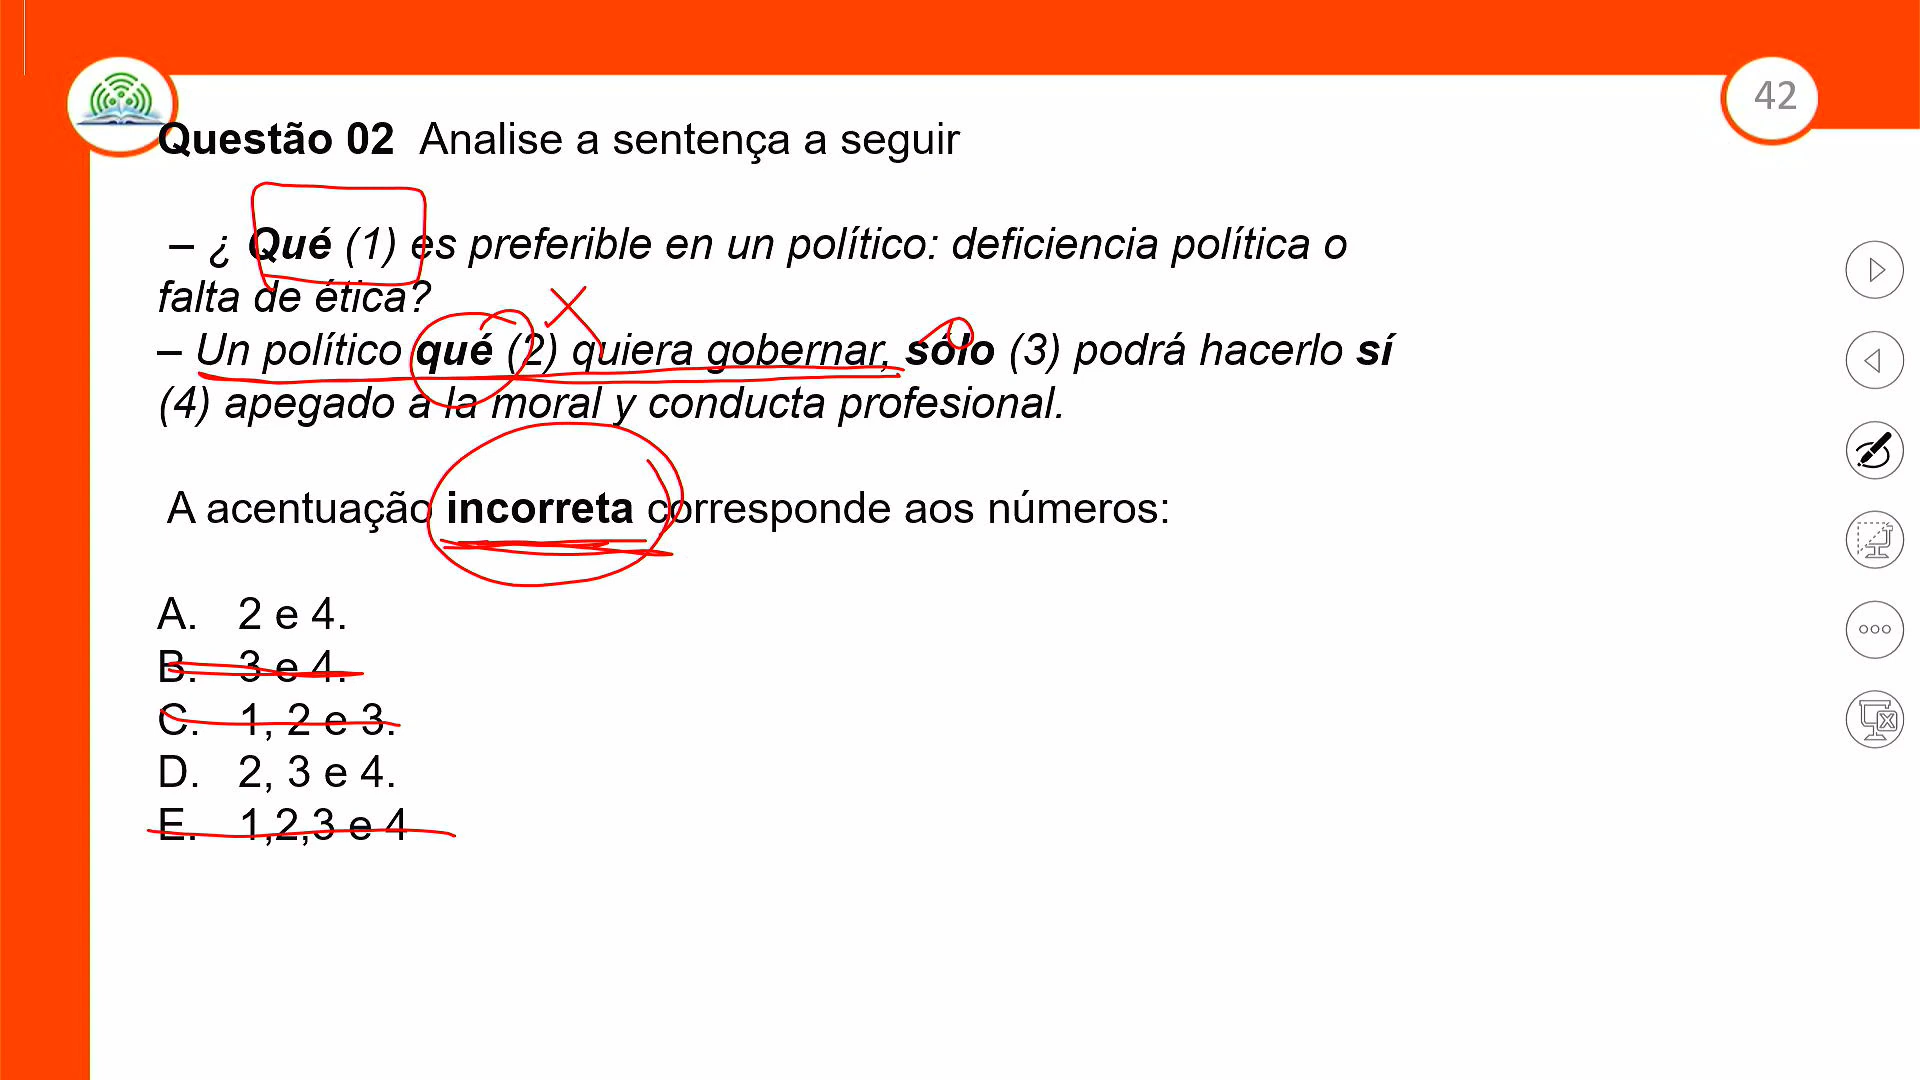 42
Questão 02 Analise a sentença a seguir
– ¿ Qué (1) es preferible en un político: deficiencia política o
falta de ética?
– Un político qué (2) quiera gobernar, sólo (3) podrá hacerlo sí
(4) apegado a la moral y conducta profesional.
A acentuação incorreta corresponde aos números:
A. 2 e 4.
B. 3 e 4.
C. 1, 2 e 3.
D. 2, 3 e 4.
E. 1,2,3 e 4